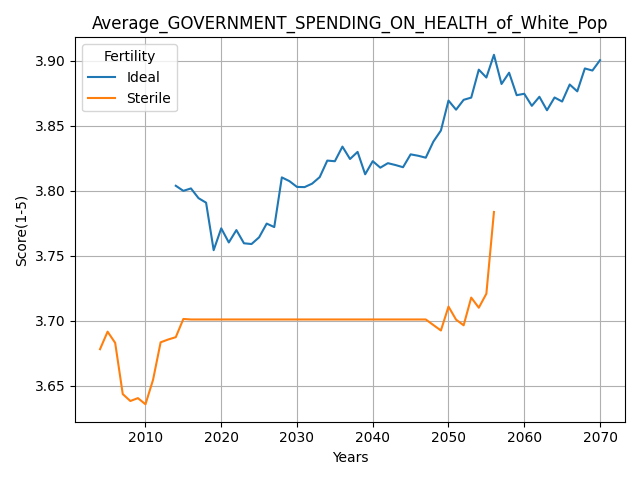 Average_GOVERNMENT_SPENDING_ON_HEALTH_of_White_Pop
Fertility
Ideal
Sterile
3.90
3.85
3.80
3.75
3.70
3.65
Score(1-5)
2010 2020 2030 2040 2050 2060 2070
Years